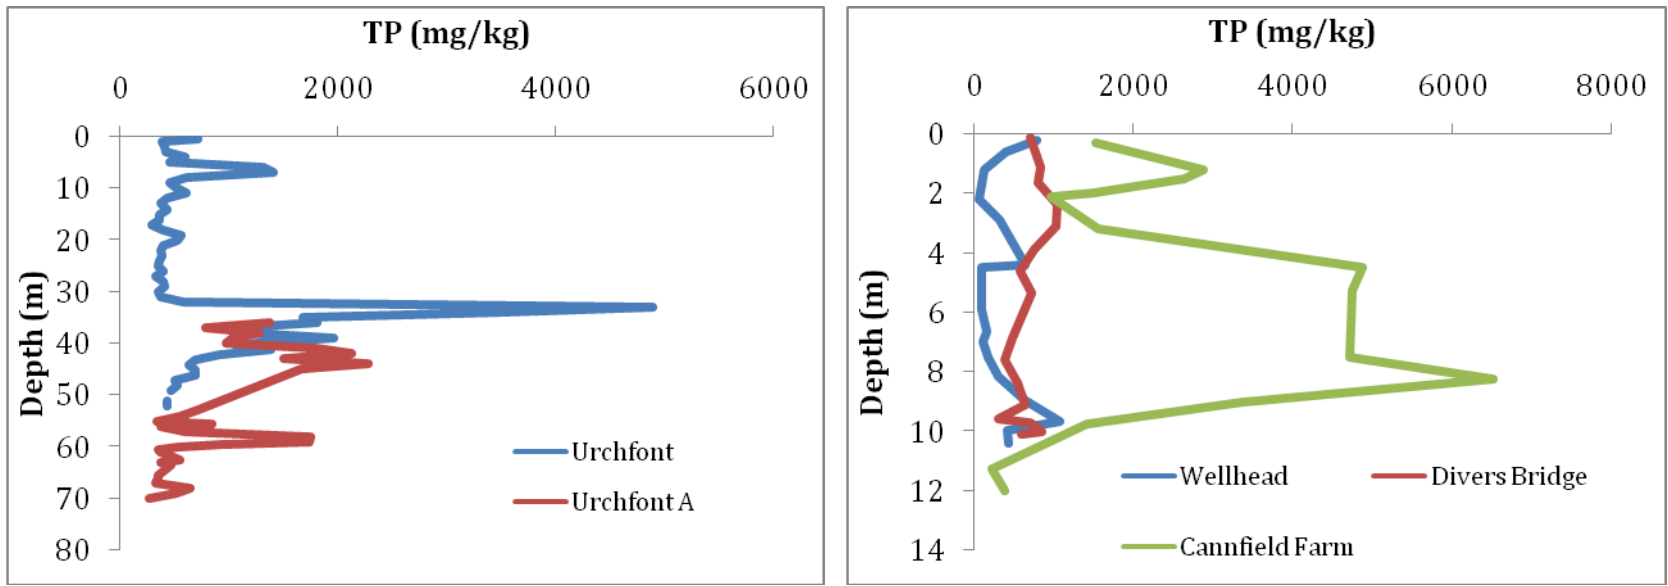 TP (mg/kg)
0 2000 4000 6000
0
10
20
30
40
50
60
70
80
Depth (m)
Urchfont
Urchfont A
TP (mg/kg)
0 2000 4000 6000 8000
0
2
4
6
8
10
12
14
Depth (m)
Wellhead
Divers Bridge
Cannfield Farm